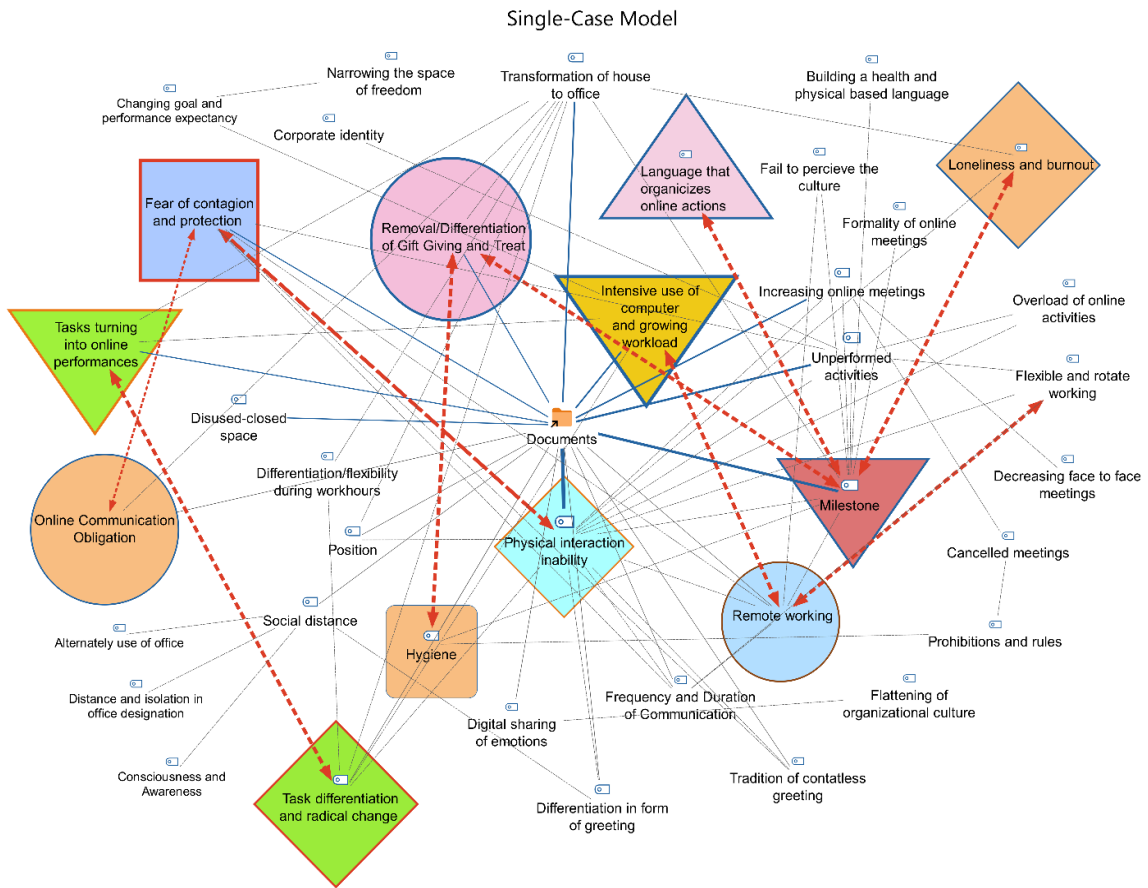 Single-Case Model
Narrowing the space
of freedom
Transformation of house
to office
Building a health and
physical based language
Changing goal and
performance expectancy
Corporate identity
Loneliness and burnout
Language that
organicizes
online actions
Fail to percieve the
culture
Fear of contagion
and protection
Removal/Differentiation
of Gift Giving and Treat
Formality of online
meetings
Increasing online meetings
Intensive use of
computer
and growing
workload
Overload of online
activities
Tasks turning
into online
performances
Unperformed
activities
Flexible and rotate
working
Disused-closed
space
Documents
Differentiation/flexibility
during workhours
Decreasing face to face
meetings
Milestone
Online Communication
Obligation
Position
Physical interaction
inability
Cancelled meetings
Social distance
Remote working
Alternately use of office
Hygiene
Prohibitions and rules
Distance and isolation in
office designation
Frequency and Duration
of Communication
Flattening of
organizational culture
Digital sharing
of emotions
Consciousness and
Awareness
Task differentiation
and radical change
Differentiation in form
of greeting
Tradition of contatless
greeting